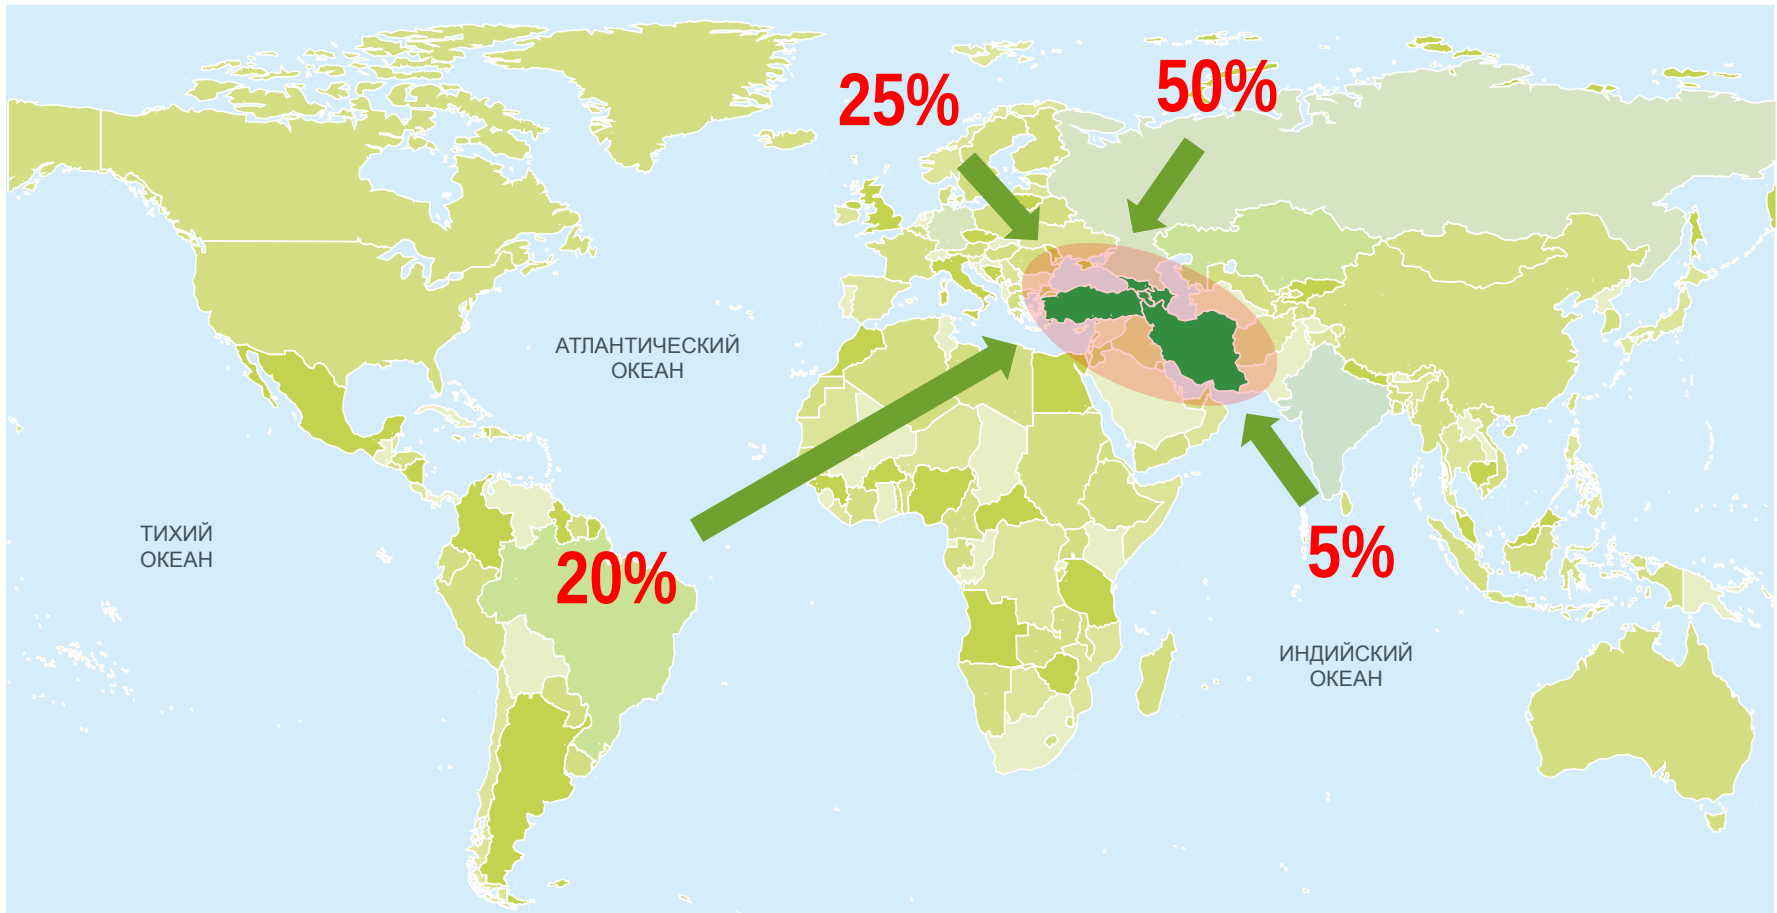 25%
50%
АТЛАНТИЧЕСКИЙ
ОКЕАН
ТИХИЙ
ОКЕАН
20%
5%
ИНДИЙСКИЙ
ОКЕАН